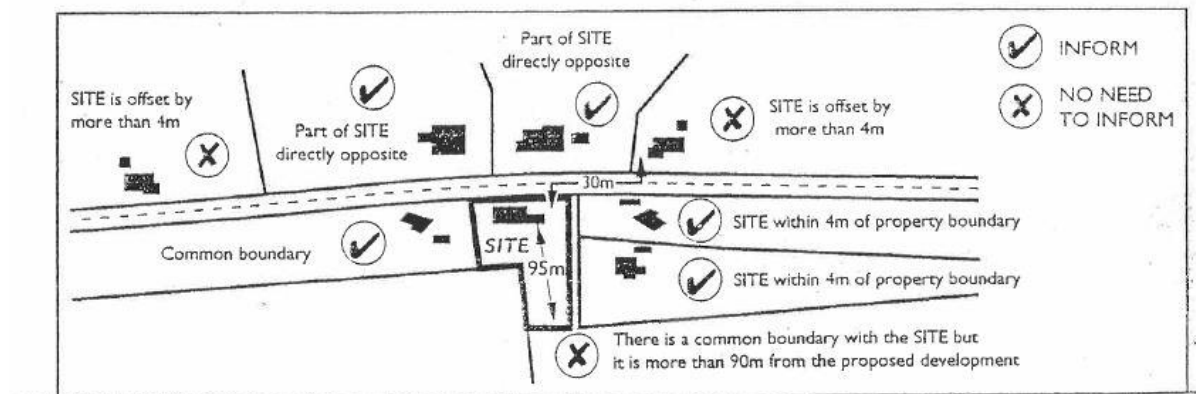 Part of SITE
directly opposite
Part of SITE
directly opposite
SITE is offset by
more than 4m
SITE is offset by
more than 4m
INFORM
NO NEED
TO INFORM
30m
Common boundary
SITE
95m
SITE within 4m of property boundary
SITE within 4m of property boundary
There is a common boundary with the SITE but
it is more than 90m from the proposed development